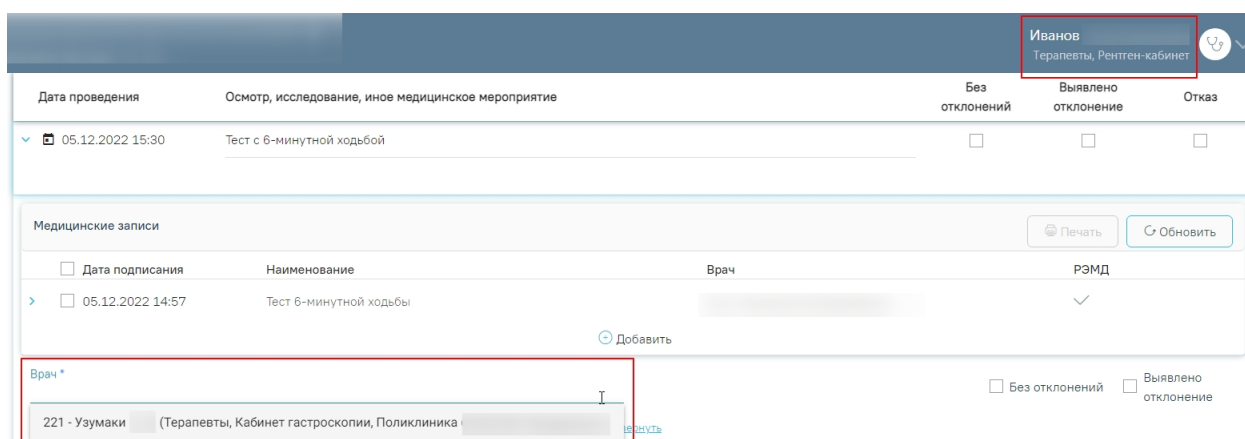 Иванов
Терапевты, Рентген-кабинет
Дата проведения Осмотр, исследование, иное медицинское мероприятие Без отклонений Выявлено отклонение Отказ
05.12.2022 15:30 Тест с 6-минутной ходьбой
Медицинские записи Печать Обновить
Дата подписания Наименование Врач РЭМД
05.12.2022 14:57 Тест 6-минутной ходьбы
Добавить
Врач *
Без отклонений Выявлено отклонение
221 - Узумаки (Терапевты, Кабинет гастроскопии, Поликлиника